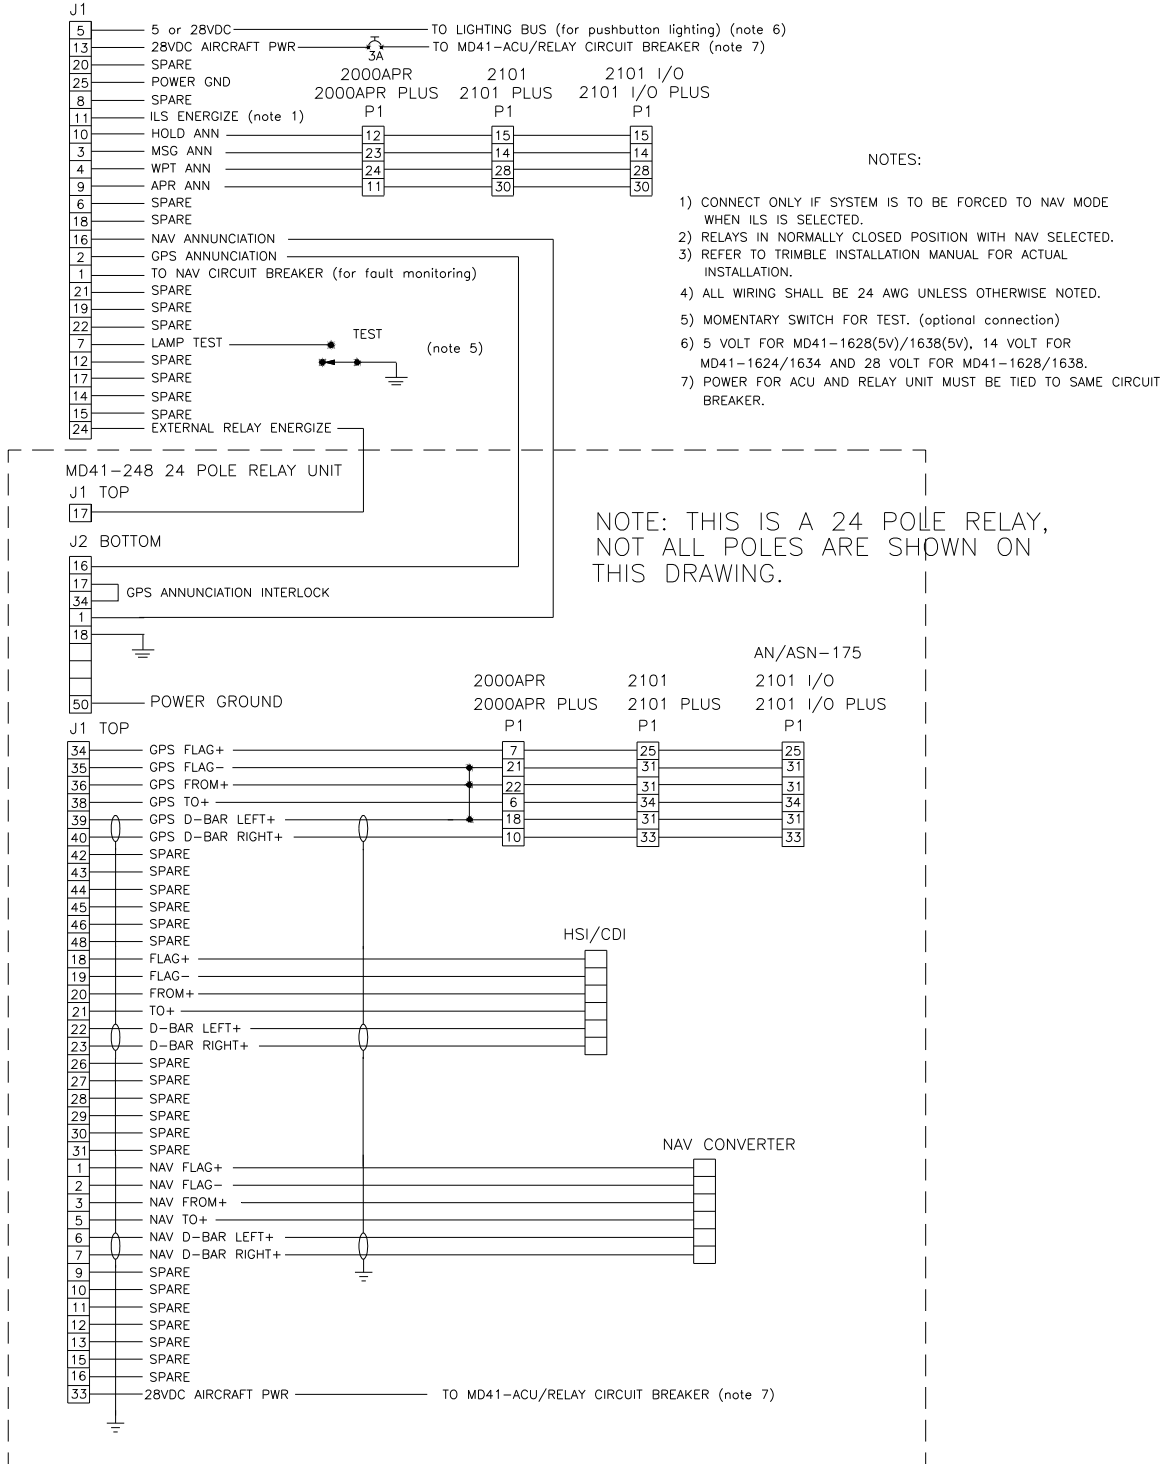 J1
5 5 or 28VDC TO LIGHTING BUS (for pushbutton lighting) (note 6)
13 28VDC AIRCRAFT PWR 3A TO MD41-ACU/RELAY CIRCUIT BREAKER (note 7)
20 SPARE
25 POWER GND
8 SPARE
11 ILS ENERGIZE (note 1)
2000APR 2101 2101 I/O
2000APR PLUS 2101 PLUS 2101 I/O PLUS
P1 P1 P1
10 HOLD ANN 12 15 15
3 MSG ANN 23 14 14
4 WPT ANN 24 28 28
9 APR ANN 11 30 30
6 SPARE
18 SPARE
16 NAV ANNUNCIATION
2 GPS ANNUNCIATION
1 TO NAV CIRCUIT BREAKER (for fault monitoring)
21 SPARE
19 SPARE
22 SPARE
7 LAMP TEST TEST (note 5)
12 SPARE
17 SPARE
14 SPARE
15 SPARE
24 EXTERNAL RELAY ENERGIZE
NOTES:
1) CONNECT ONLY IF SYSTEM IS TO BE FORCED TO NAV MODE
WHEN ILS IS SELECTED.
2) RELAYS IN NORMALLY CLOSED POSITION WITH NAV SELECTED.
3) REFER TO TRIMBLE INSTALLATION MANUAL FOR ACTUAL
INSTALLATION.
4) ALL WIRING SHALL BE 24 AWG UNLESS OTHERWISE NOTED.
5) MOMENTARY SWITCH FOR TEST. (optional connection)
6) 5 VOLT FOR MD41-1628(5V)/1638(5V), 14 VOLT FOR
MD41-1624/1634 AND 28 VOLT FOR MD41-1628/1638.
7) POWER FOR ACU AND RELAY UNIT MUST BE TIED TO SAME CIRCUIT
BREAKER.
MD41-248 24 POLE RELAY UNIT
J1 TOP
17
NOTE: THIS IS A 24 POLE RELAY,
NOT ALL POLES ARE SHOWN ON
THIS DRAWING.
J2 BOTTOM
16
17
34
GPS ANNUNCIATION INTERLOCK
1
18
50 POWER GROUND
AN/ASN-175
2000APR 2101 2101 I/O
2000APR PLUS 2101 PLUS 2101 I/O PLUS
P1 P1 P1
J1 TOP
34 GPS FLAG+ 7 25 25
35 GPS FLAG- 21 31 31
36 GPS FROM+ 22 31 31
38 GPS TO+ 6 34 34
39 GPS D-BAR LEFT+ 18 31 31
40 GPS D-BAR RIGHT+ 10 33 33
42 SPARE
43 SPARE
44 SPARE
45 SPARE
46 SPARE
48 SPARE
HSI/CDI
18 FLAG+
19 FLAG-
20 FROM+
21 TO+
22 D-BAR LEFT+
23 D-BAR RIGHT+
26 SPARE
27 SPARE
28 SPARE
29 SPARE
30 SPARE
31 SPARE
NAV CONVERTER
1 NAV FLAG+
2 NAV FLAG-
3 NAV FROM+
5 NAV TO+
6 NAV D-BAR LEFT+
7 NAV D-BAR RIGHT+
9 SPARE
10 SPARE
11 SPARE
12 SPARE
13 SPARE
15 SPARE
16 SPARE
33 28VDC AIRCRAFT PWR TO MD41-ACU/RELAY CIRCUIT BREAKER (note 7)